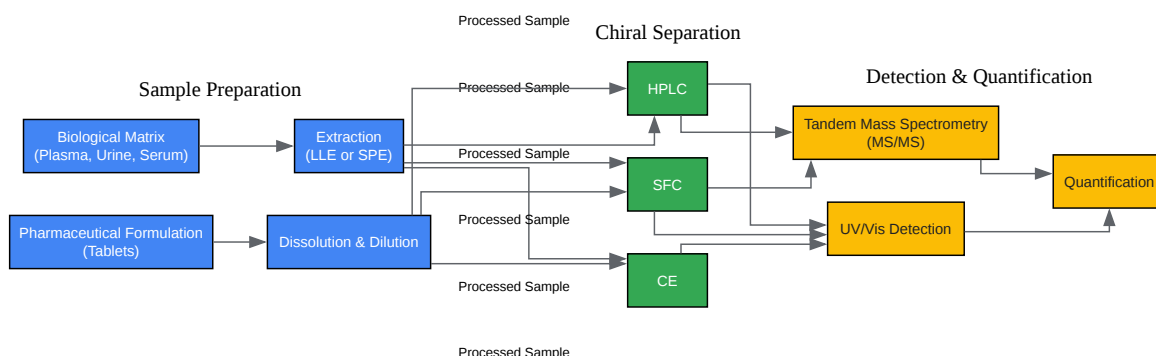 Processed Sample
Chiral Separation
Sample Preparation
Processed Sample
HPLC
Detection & Quantification
Biological Matrix
(Plasma, Urine, Serum)
Extraction
(LLE or SPE)
Tandem Mass Spectrometry
(MS/MS)
Processed Sample
SFC
Quantification
Pharmaceutical Formulation
(Tablets)
Dissolution & Dilution
Processed Sample
UV/Vis Detection
Processed Sample
CE
Processed Sample